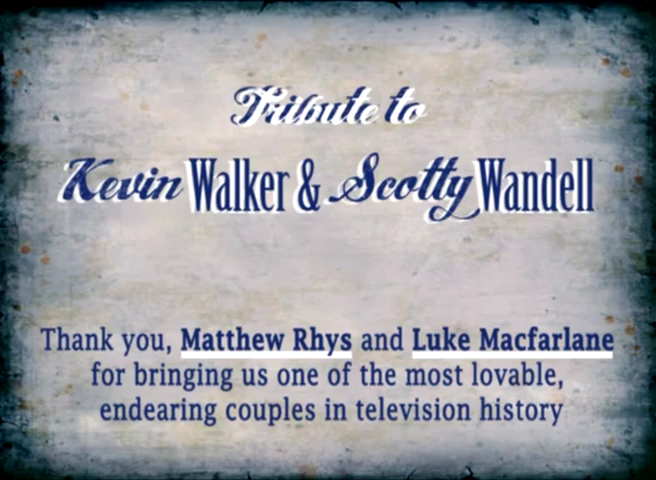 Tribute to
Kevin Walker & Scotty Wandell
Thank you, Matthew Rhys and Luke Macfarlane
for bringing us one of the most lovable,
endearing couples in television history